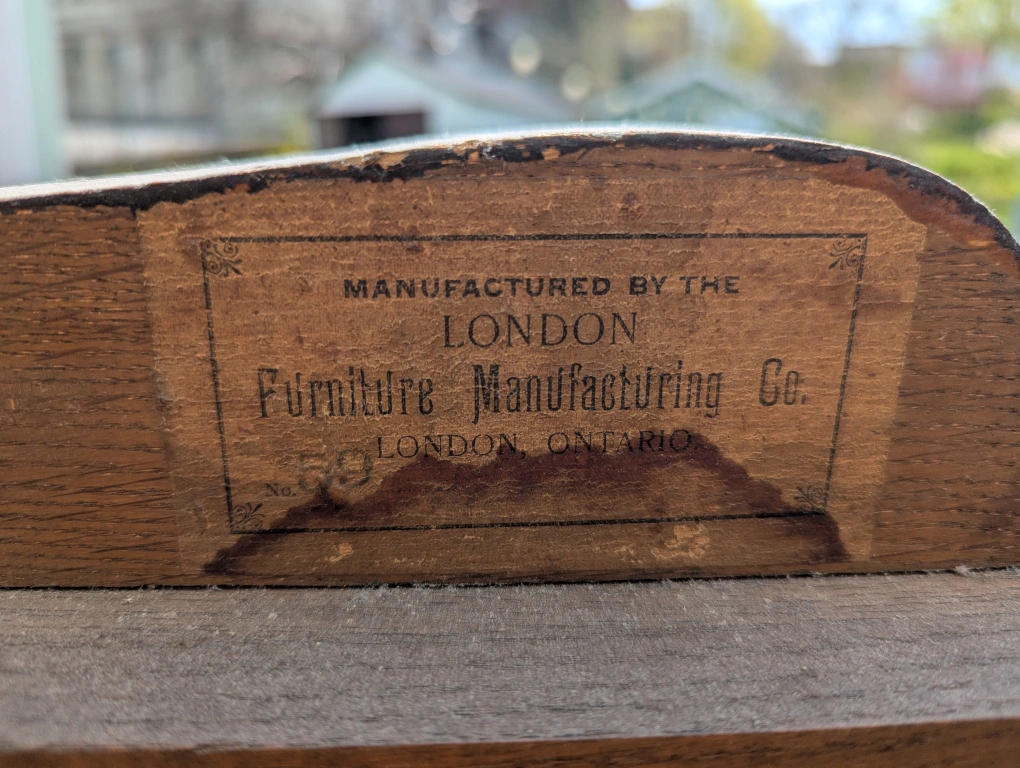 MANUFACTURED BY THE
LONDON
Furniture Manufacturing Co.
LONDON, ONTARIO.
No. 59